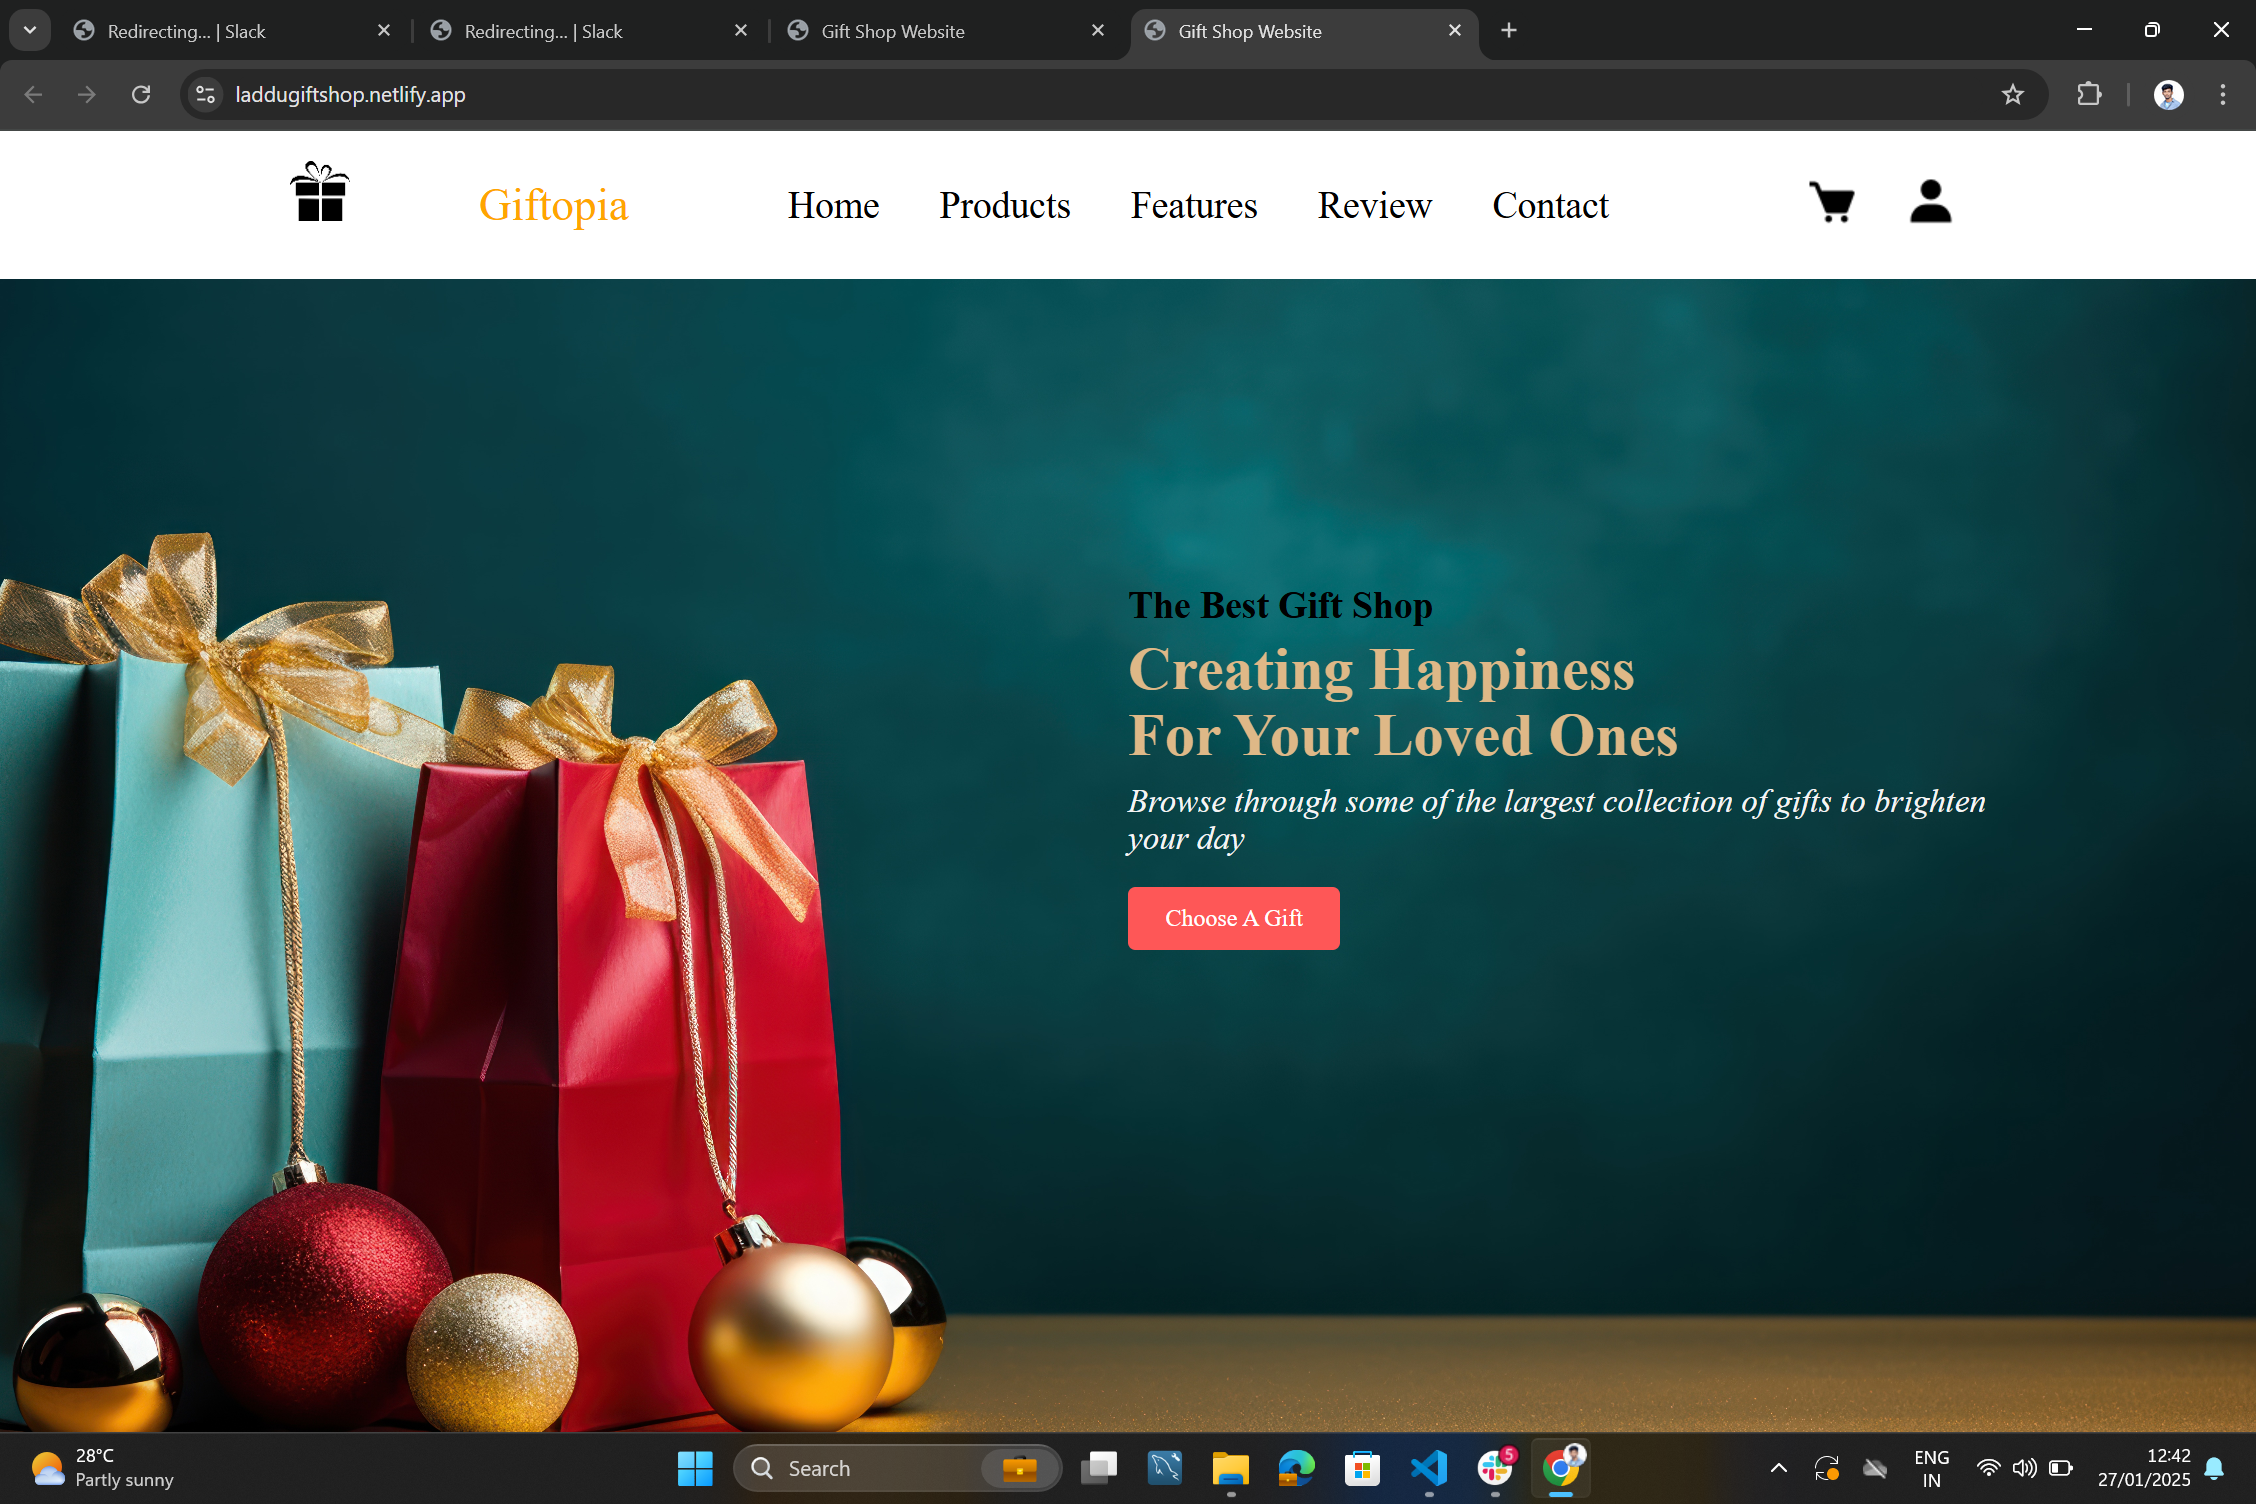 Redirecting... | Slack
Redirecting... | Slack
Gift Shop Website
Gift Shop Website
laddugiftshop.netlify.app
Giftopia
Home
Products
Features
Review
Contact
The Best Gift Shop
Creating Happiness
For Your Loved Ones
Browse through some of the largest collection of gifts to brighten
your day
Choose A Gift
28°C
Partly sunny
Search
5
ENG
IN
12:42
27/01/2025